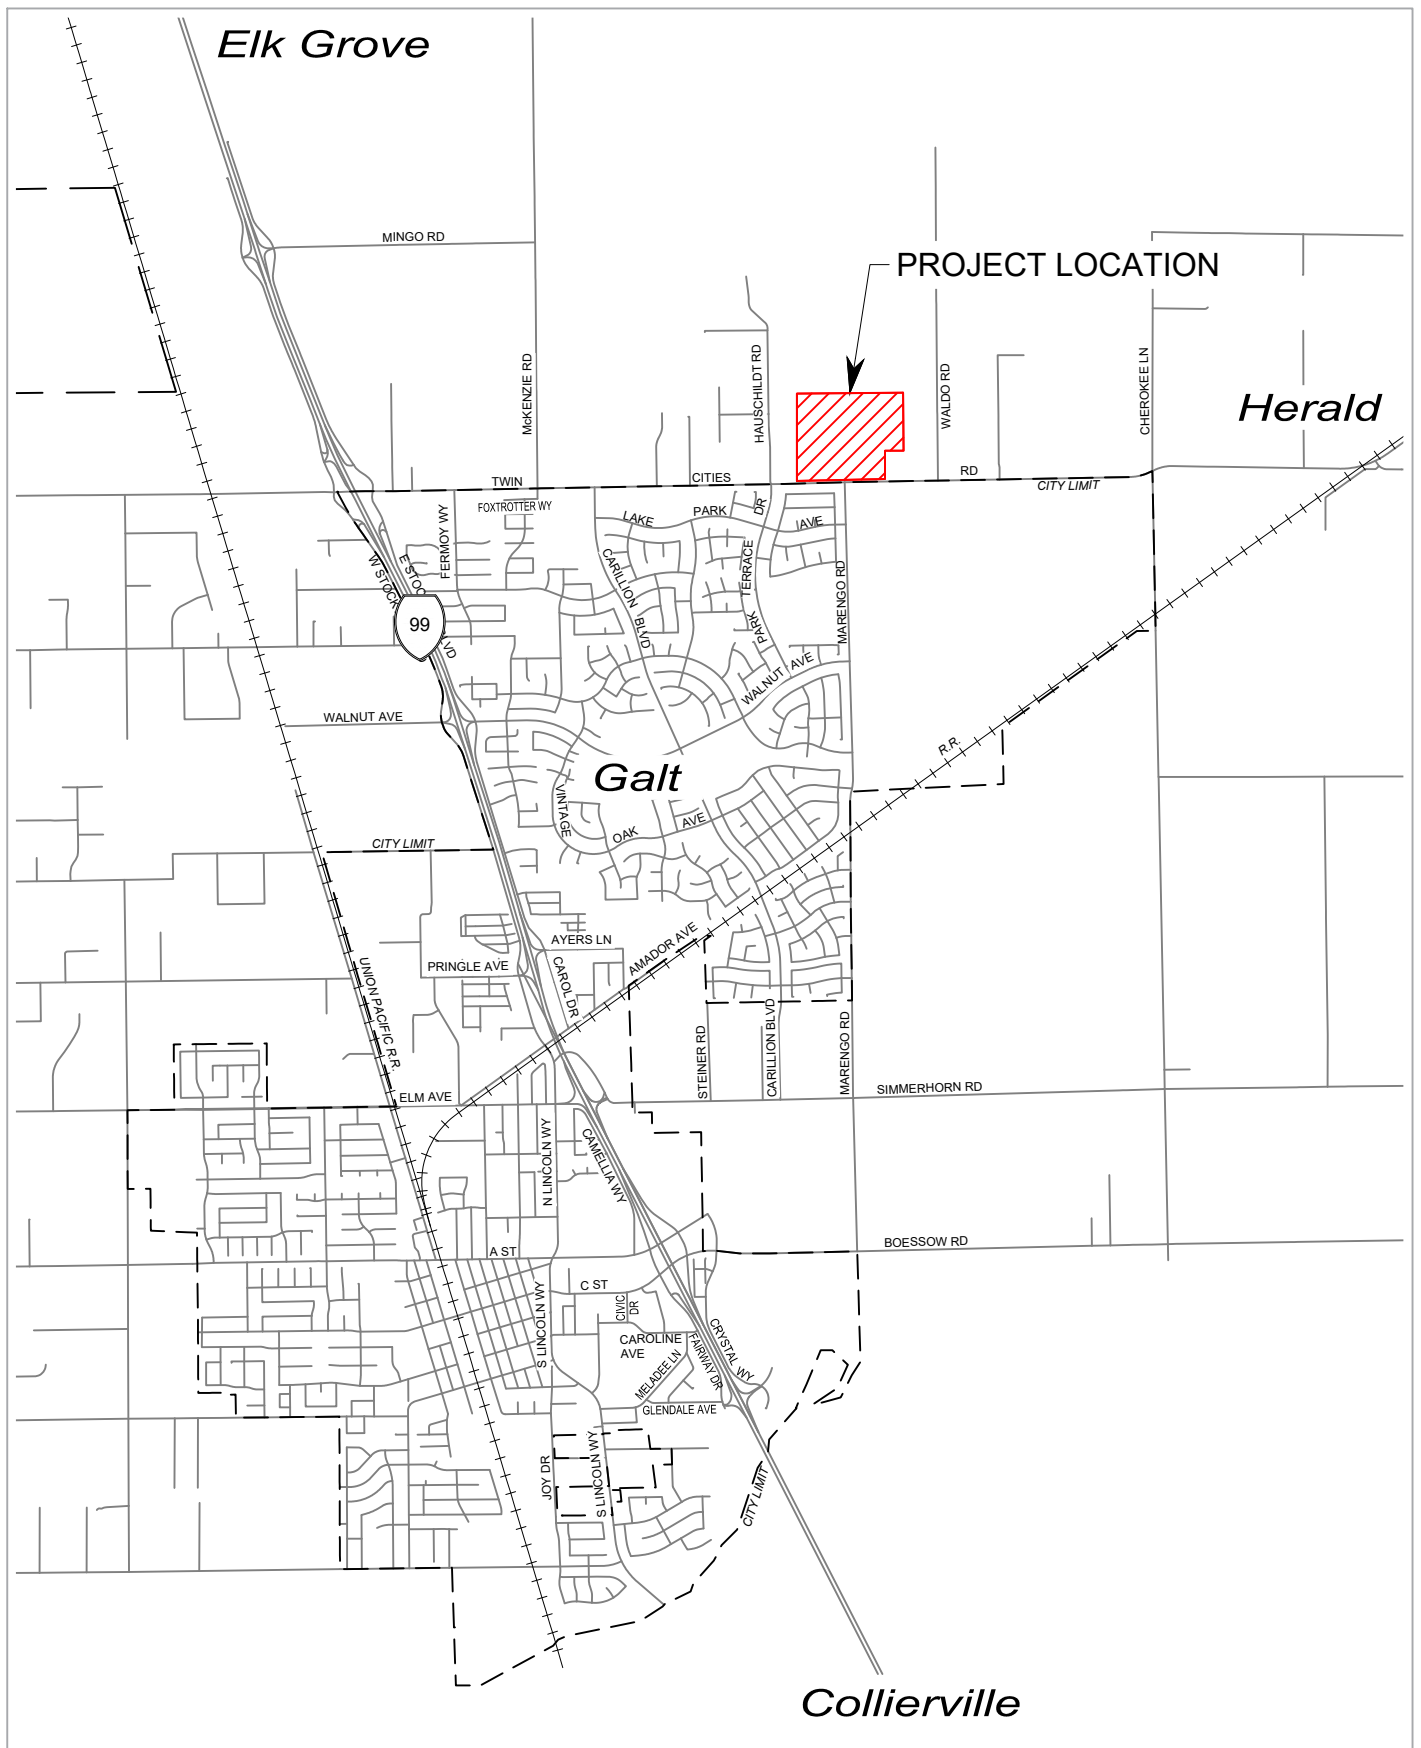 Elk Grove
MINGO RD
PROJECT LOCATION
McKENZIE RD
HAUSCHILDT RD
WALDO RD
CHEROKEE LN
Herald
TWIN
CITIES
RD
CITY LIMIT
FOXTROTTER WY
LAKE
PARK
DR
AVE
FERMOY WY
W STOCK
E STOC
99
VD
CARILLION
BLVD
TERRACE
PARK
MARENGO RD
WALNUT AVE
WALNUT
AVE
R.R.
Galt
VINTAGE
OAK
AVE
CITY LIMIT
AYERS LN
PRINGLE AVE
CAROL DR
AMADOR AVE
UNION PACIFIC R.R.
STEINER RD
CARILLION BLVD
MARENGO RD
SIMMERHORN RD
ELM AVE
N LINCOLN WY
CAMELLIA WY
A ST
BOESSOW RD
C ST
CIVIC
DR
S LINCOLN WY
CAROLINE
AVE
MELADEE LN
FAIRWAY DR
CRYSTAL WY
GLENDALE AVE
JOY DR
S LINCOLN WY
CITY LIMIT
Collierville